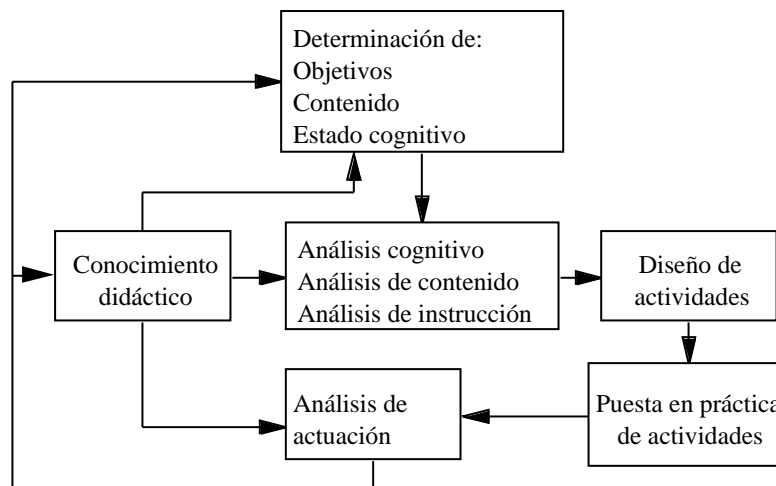 Determinación de:
Objetivos
Contenido
Estado cognitivo
Conocimiento
didáctico
Análisis cognitivo
Análisis de contenido
Análisis de instrucción
Diseño de
actividades
Análisis de
actuación
Puesta en práctica
de actividades